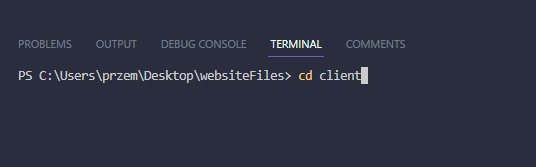 PROBLEMS OUTPUT DEBUG CONSOLE TERMINAL COMMENTS
PS C:\Users\przem\Desktop\websiteFiles> cd client